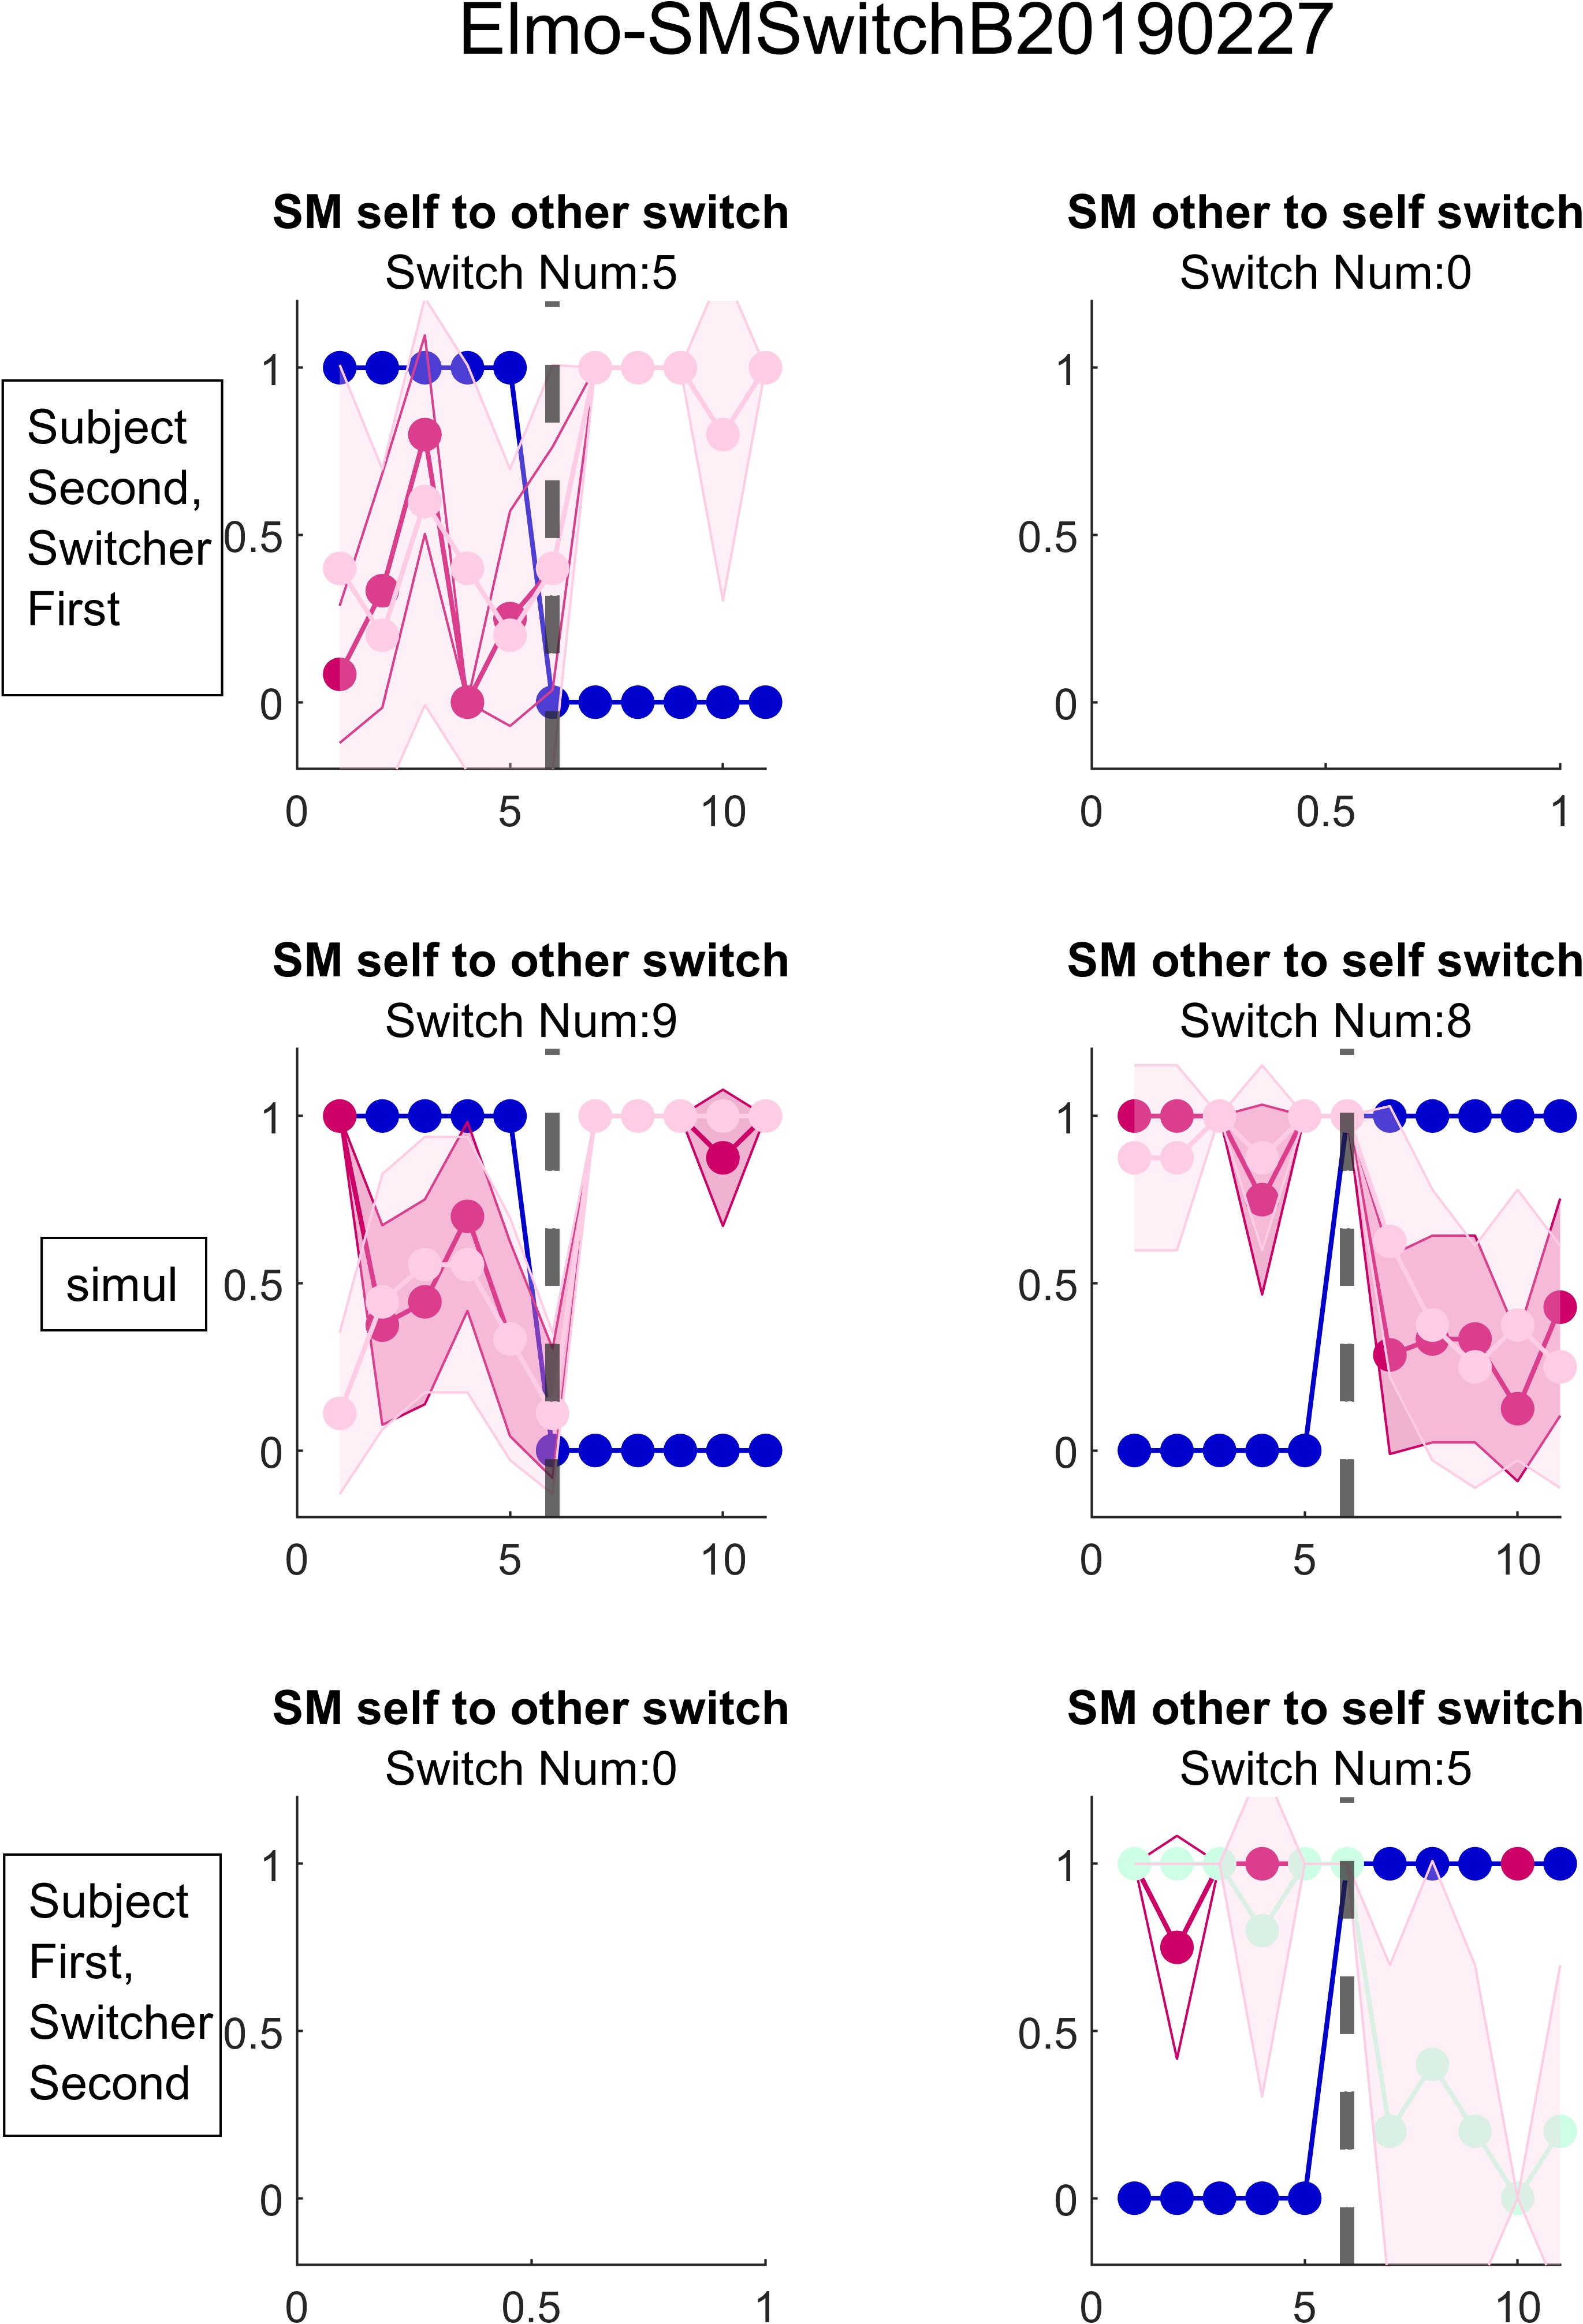 Elmo-SMSwitchB20190227
SM self to other switch
Switch Num:5
SM other to self switch
Switch Num:0
Subject
Second,
Switcher
First
1
0.5
0
0 5 10
1
0.5
0
0 0.5 1
SM self to other switch
Switch Num:9
SM other to self switch
Switch Num:8
simul
1
0.5
0
0 5 10
1
0.5
0
0 5 10
SM self to other switch
Switch Num:0
SM other to self switch
Switch Num:5
Subject
First,
Switcher
Second
1
0.5
0
0 0.5 1
1
0.5
0
0 5 10